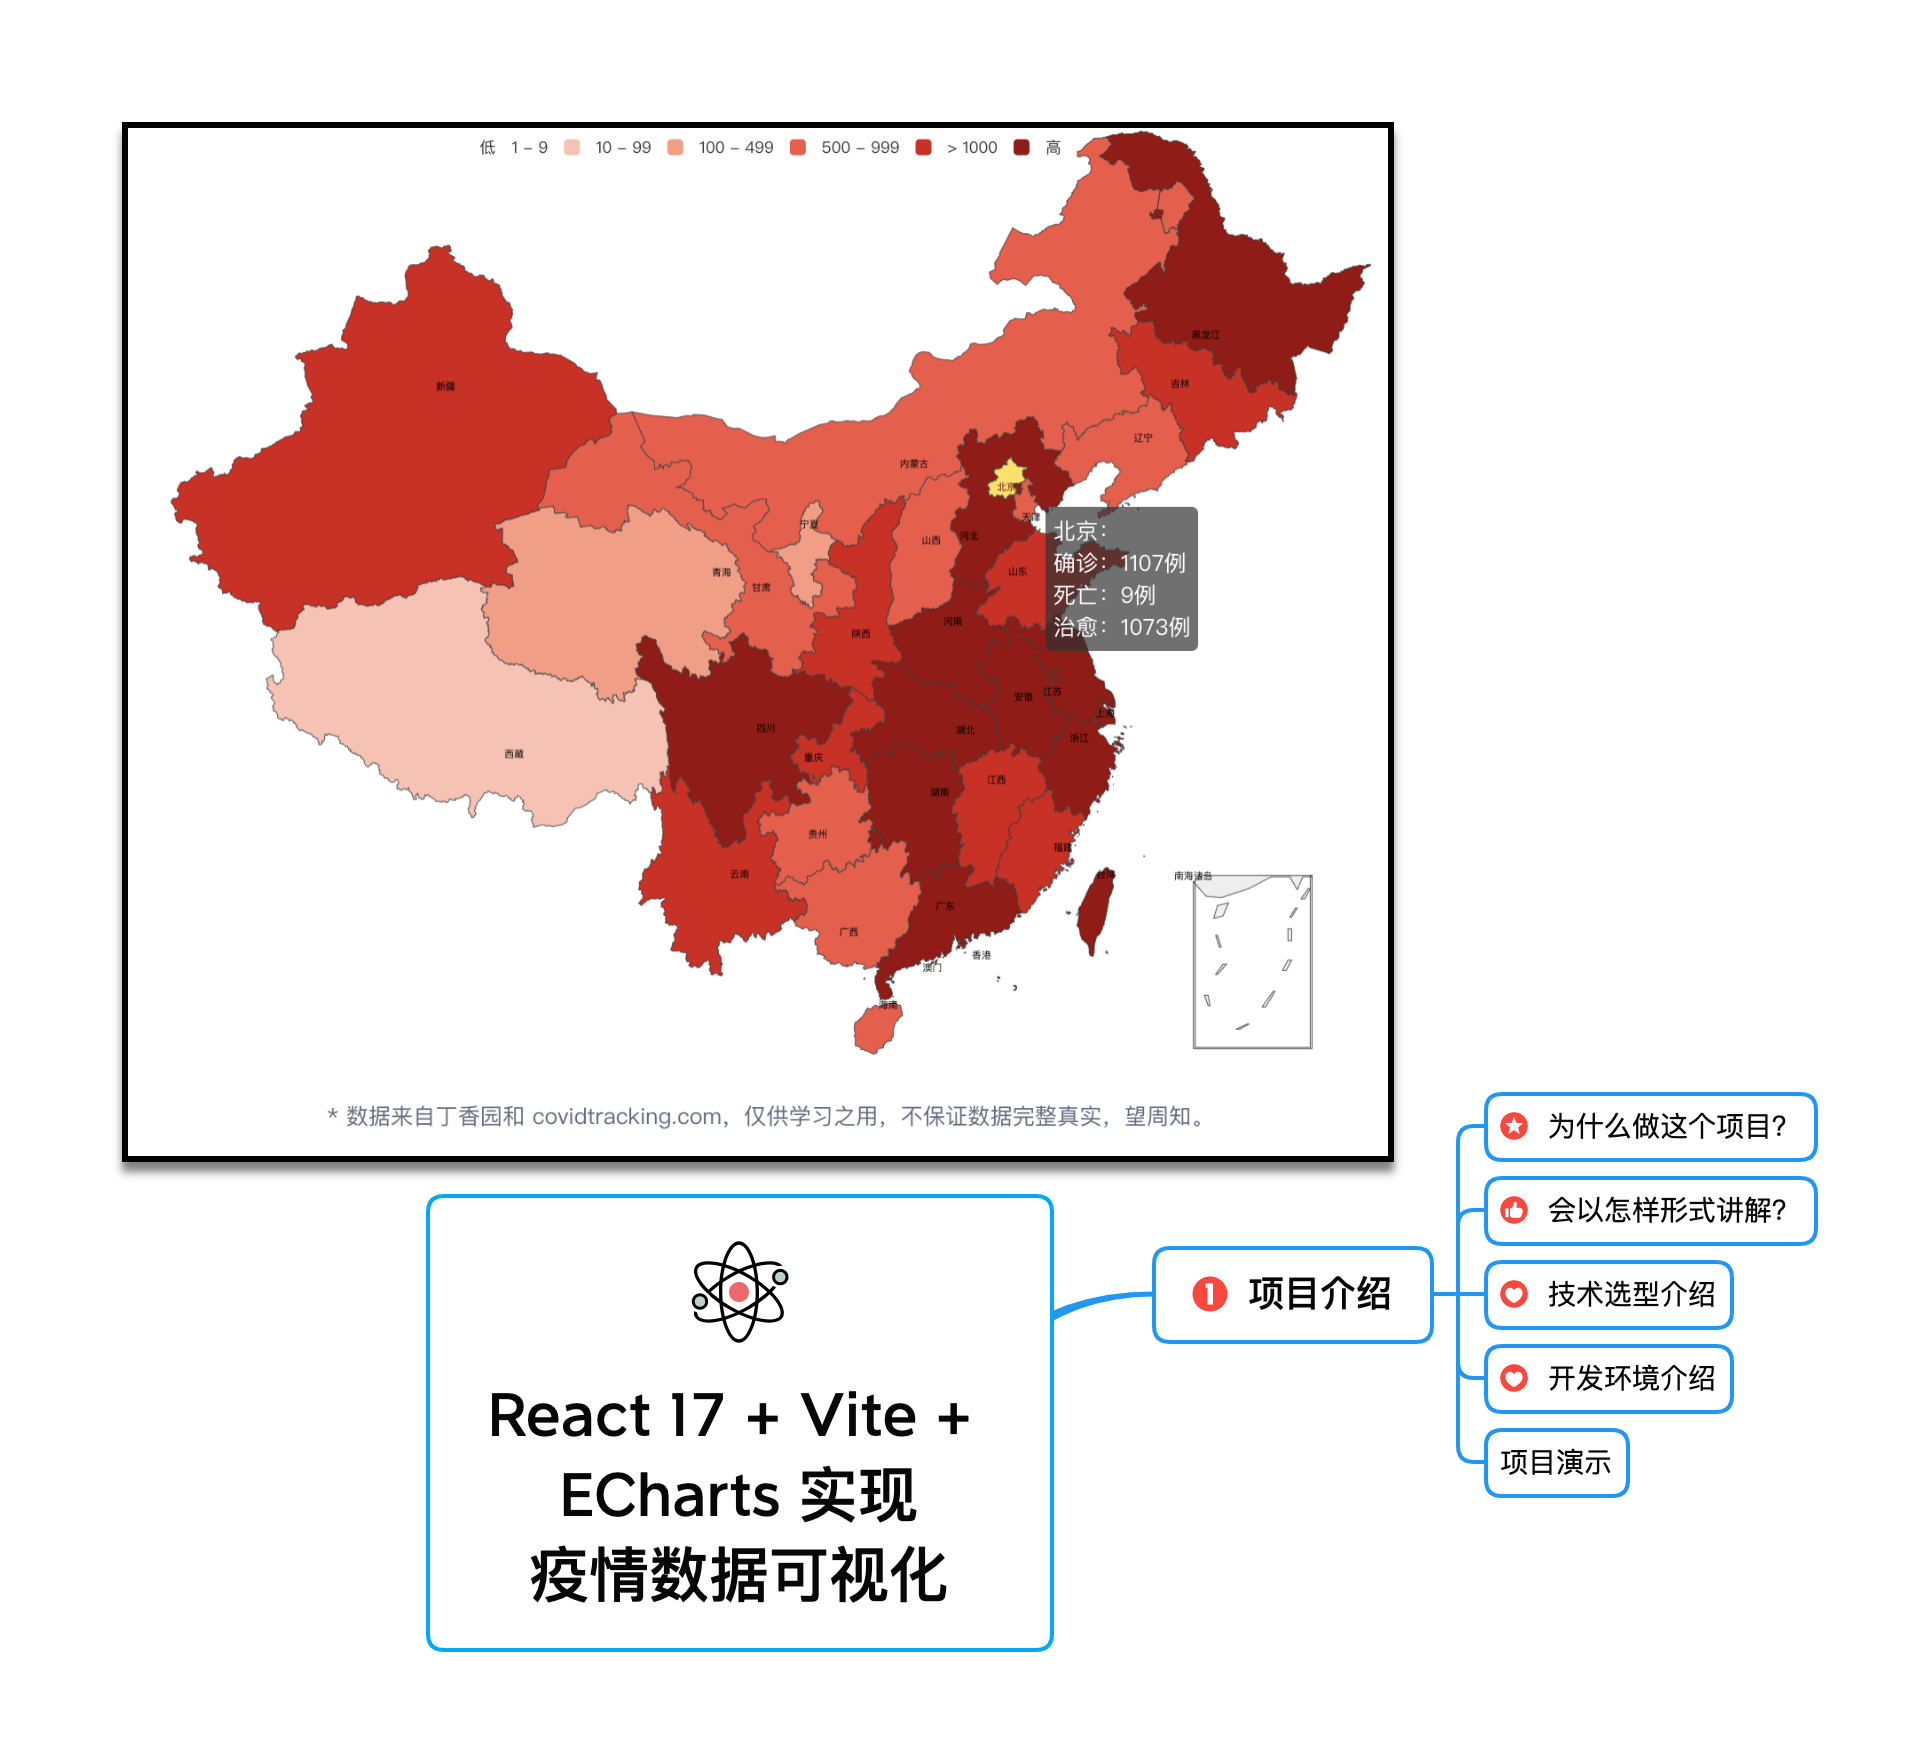 低 1 – 9 10 – 99 100 – 499 500 – 999 > 1000 高
黑龙江
吉林
新疆
辽宁
内蒙古
北京
天津
宁夏
山西
河北
山东
青海
甘肃
北京：
确诊：1107例
死亡：9例
治愈：1073例
河南
陕西
安徽
江苏
上海
四川
湖北
浙江
西藏
重庆
江西
湖南
贵州
福建
云南
台湾
南海诸岛
广东
广西
香港
澳门
海南
* 数据来自丁香园和 covidtracking.com，仅供学习之用，不保证数据完整真实，望周知。
React 17 + Vite +
ECharts 实现
疫情数据可视化
1 项目介绍
为什么做这个项目？
会以怎样形式讲解？
技术选型介绍
开发环境介绍
项目演示